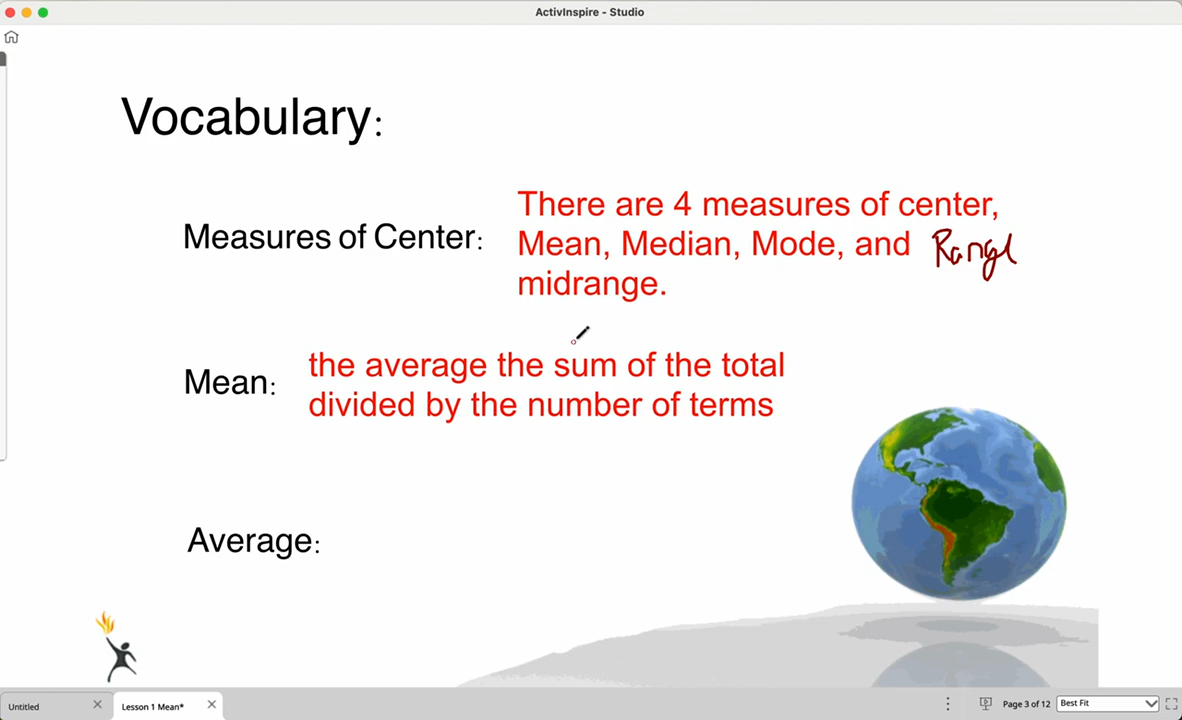 ActivInspire - Studio
Vocabulary:
Measures of Center:
There are 4 measures of center,
Mean, Median, Mode, and Range
midrange.
Mean:
the average the sum of the total
divided by the number of terms
Average:
Untitled
Lesson 1 Mean*
Page 3 of 12
Best Fit